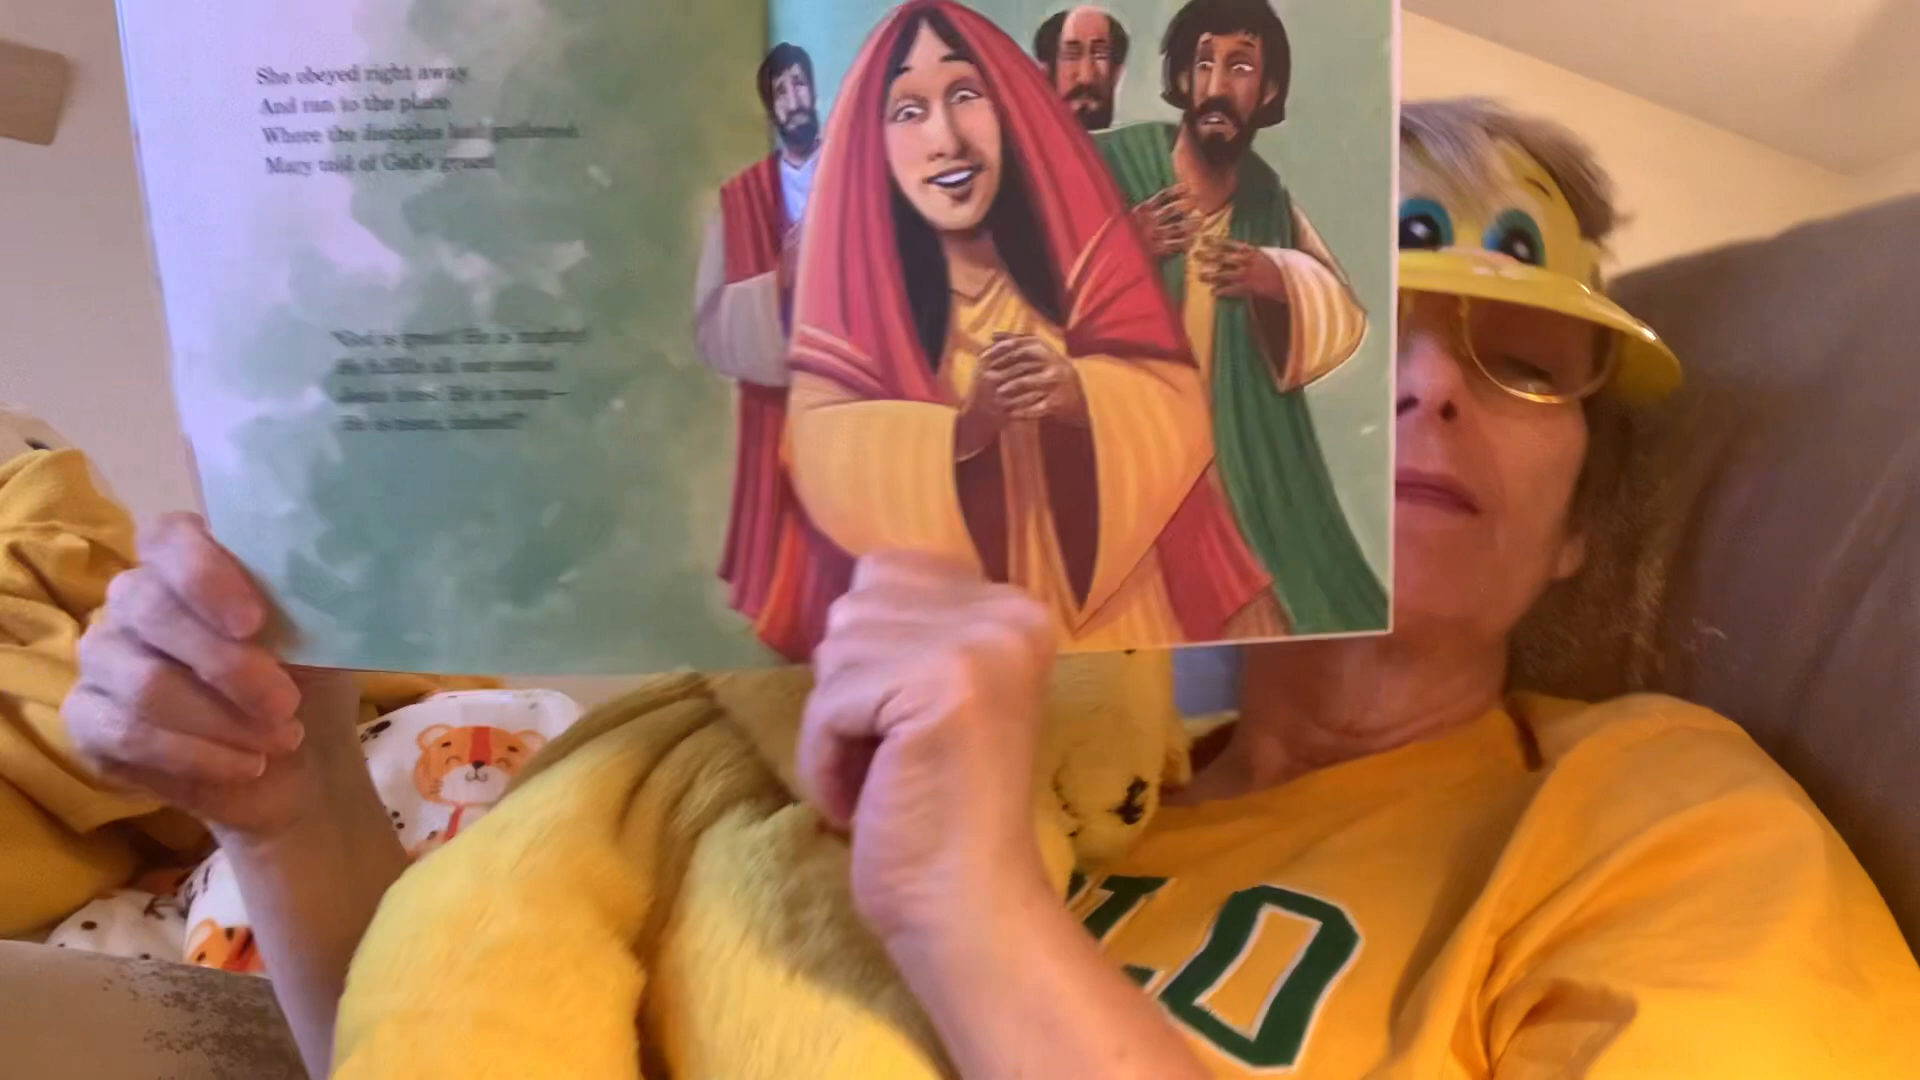 She obeyed right away
And ran to the place
Where the disciples had gathered.
Mary told of God's grace!
"God is great! He is mighty!
He fulfills all our needs!
Jesus lives! He is risen—
He is risen, indeed!"
LO